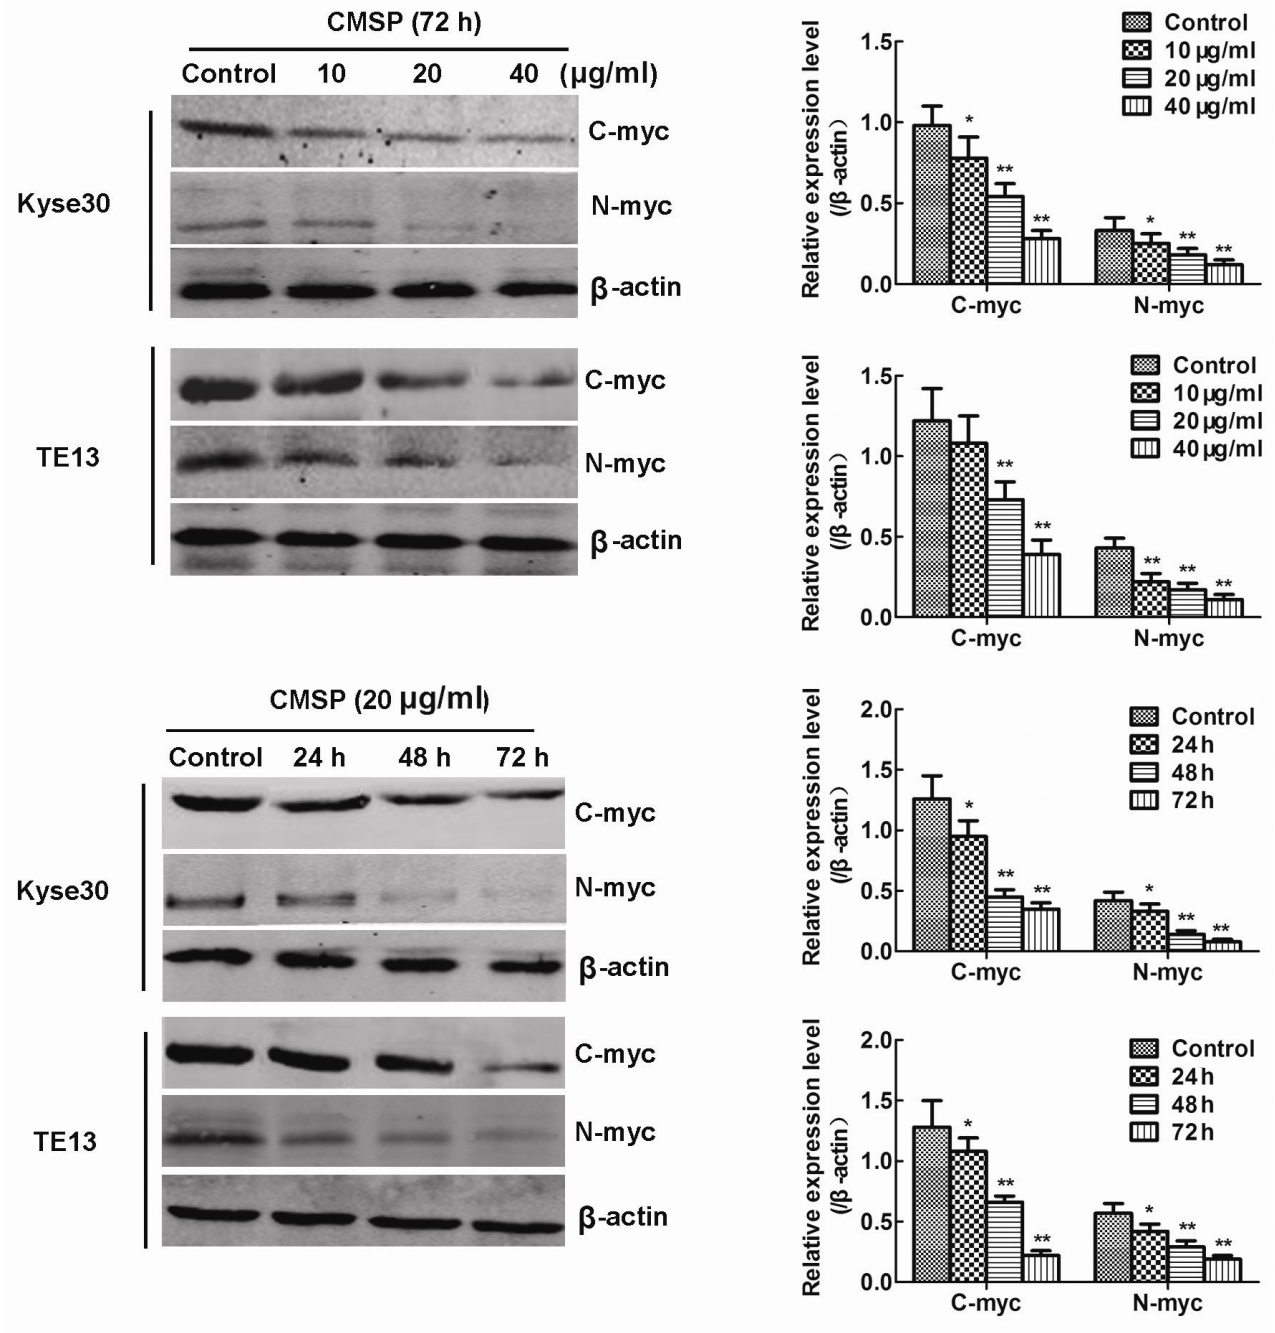 CMSP (72 h)
Control 10 20 40 (µg/ml)
Kyse30
C-myc
N-myc
β-actin
TE13
C-myc
N-myc
β-actin
Relative expression level
(/β-actin)
1.5
1.0
0.5
0.0
Control
10 µg/ml
20 µg/ml
40 µg/ml
* ** **
* ** **
C-myc N-myc
Relative expression level
(/β-actin)
1.5
1.0
0.5
0.0
Control
10 µg/ml
20 µg/ml
40 µg/ml
** **
** ** **
C-myc N-myc
CMSP (20 µg/ml)
Control 24 h 48 h 72 h
Kyse30
C-myc
N-myc
β-actin
TE13
C-myc
N-myc
β-actin
Relative expression level
(/β-actin)
2.0
1.5
1.0
0.5
0.0
Control
24 h
48 h
72 h
* ** **
* ** **
C-myc N-myc
Relative expression level
(/β-actin)
2.0
1.5
1.0
0.5
0.0
Control
24 h
48 h
72 h
* ** **
* ** **
C-myc N-myc